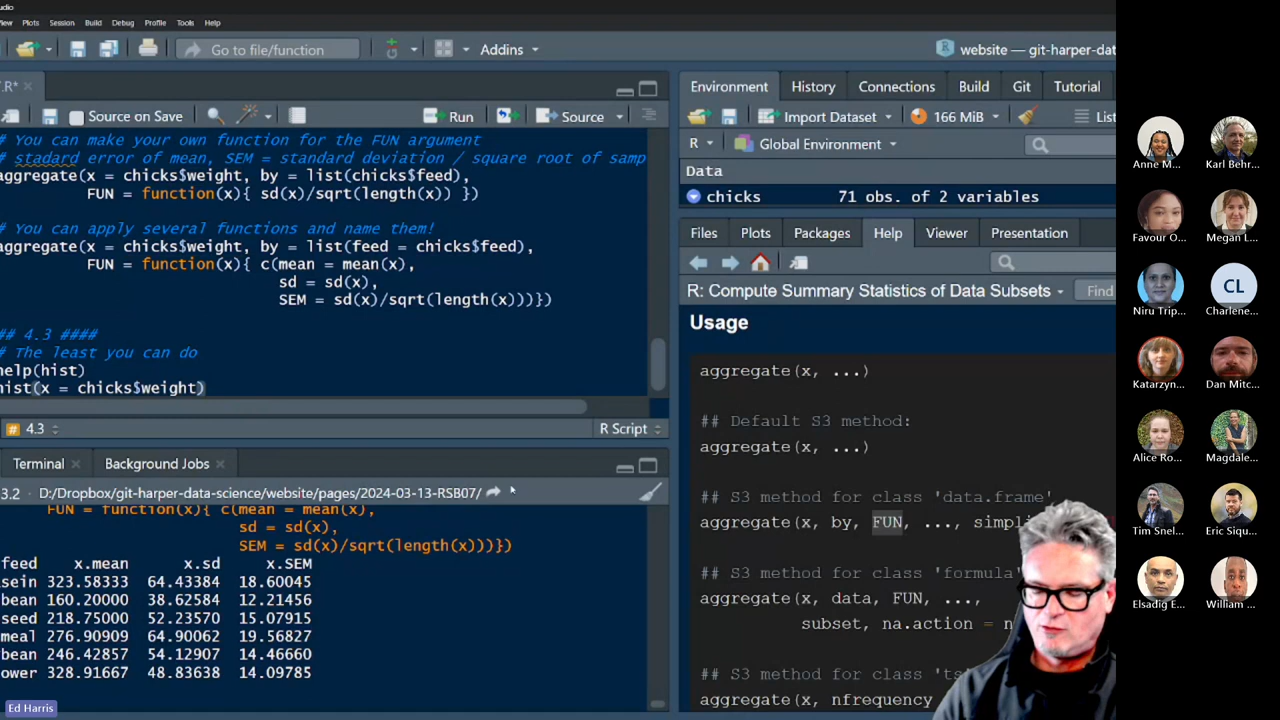 udio
View Plots Session Build Debug Profile Tools Help
Go to file/function
Addins
website — git-harper-dat
.R*
Source on Save
Run
Source
# You can make your own function for the FUN argument
# stadard error of mean, SEM = standard deviation / square root of samp
aggregate(x = chicks$weight, by = list(chicks$feed),
FUN = function(x){ sd(x)/sqrt(length(x)) })
# You can apply several functions and name them!
aggregate(x = chicks$weight, by = list(feed = chicks$feed),
FUN = function(x){ c(mean = mean(x),
sd = sd(x),
SEM = sd(x)/sqrt(length(x)))})
## 4.3 ####
# The least you can do
help(hist)
hist(x = chicks$weight)
4.3
R Script
Terminal
Background Jobs
3.2 D:/Dropbox/git-harper-data-science/website/pages/2024-03-13-RSB07/
FUN = function(x){ c(mean = mean(x),
sd = sd(x),
SEM = sd(x)/sqrt(length(x)))})
feed x.mean x.sd x.SEM
sein 323.58333 64.43384 18.60045
bean 160.20000 38.62584 12.21456
seed 218.75000 52.23570 15.07915
meal 276.90909 64.90062 19.56827
bean 246.42857 54.12907 14.46660
ower 328.91667 48.83638 14.09785
Ed Harris
Environment History Connections Build Git Tutorial
Import Dataset
166 MiB
List
R
Global Environment
Data
chicks 71 obs. of 2 variables
Files Plots Packages Help Viewer Presentation
R: Compute Summary Statistics of Data Subsets
Find
Usage
aggregate(x, ...)
## Default S3 method:
aggregate(x, ...)
## S3 method for class 'data.frame'
aggregate(x, by, FUN, ..., simpli
## S3 method for class 'formula'
aggregate(x, data, FUN, ...,
subset, na.action = n
## S3 method for class 'ts'
aggregate(x, nfrequency
Anne M...
Karl Behr...
Favour O...
Megan L...
Niru Trip...
CL
Charlene...
Katarzyn...
Dan Mitc...
Alice Ro...
Magdale...
Tim Snel...
Eric Siqu...
Elsadig E...
William ...